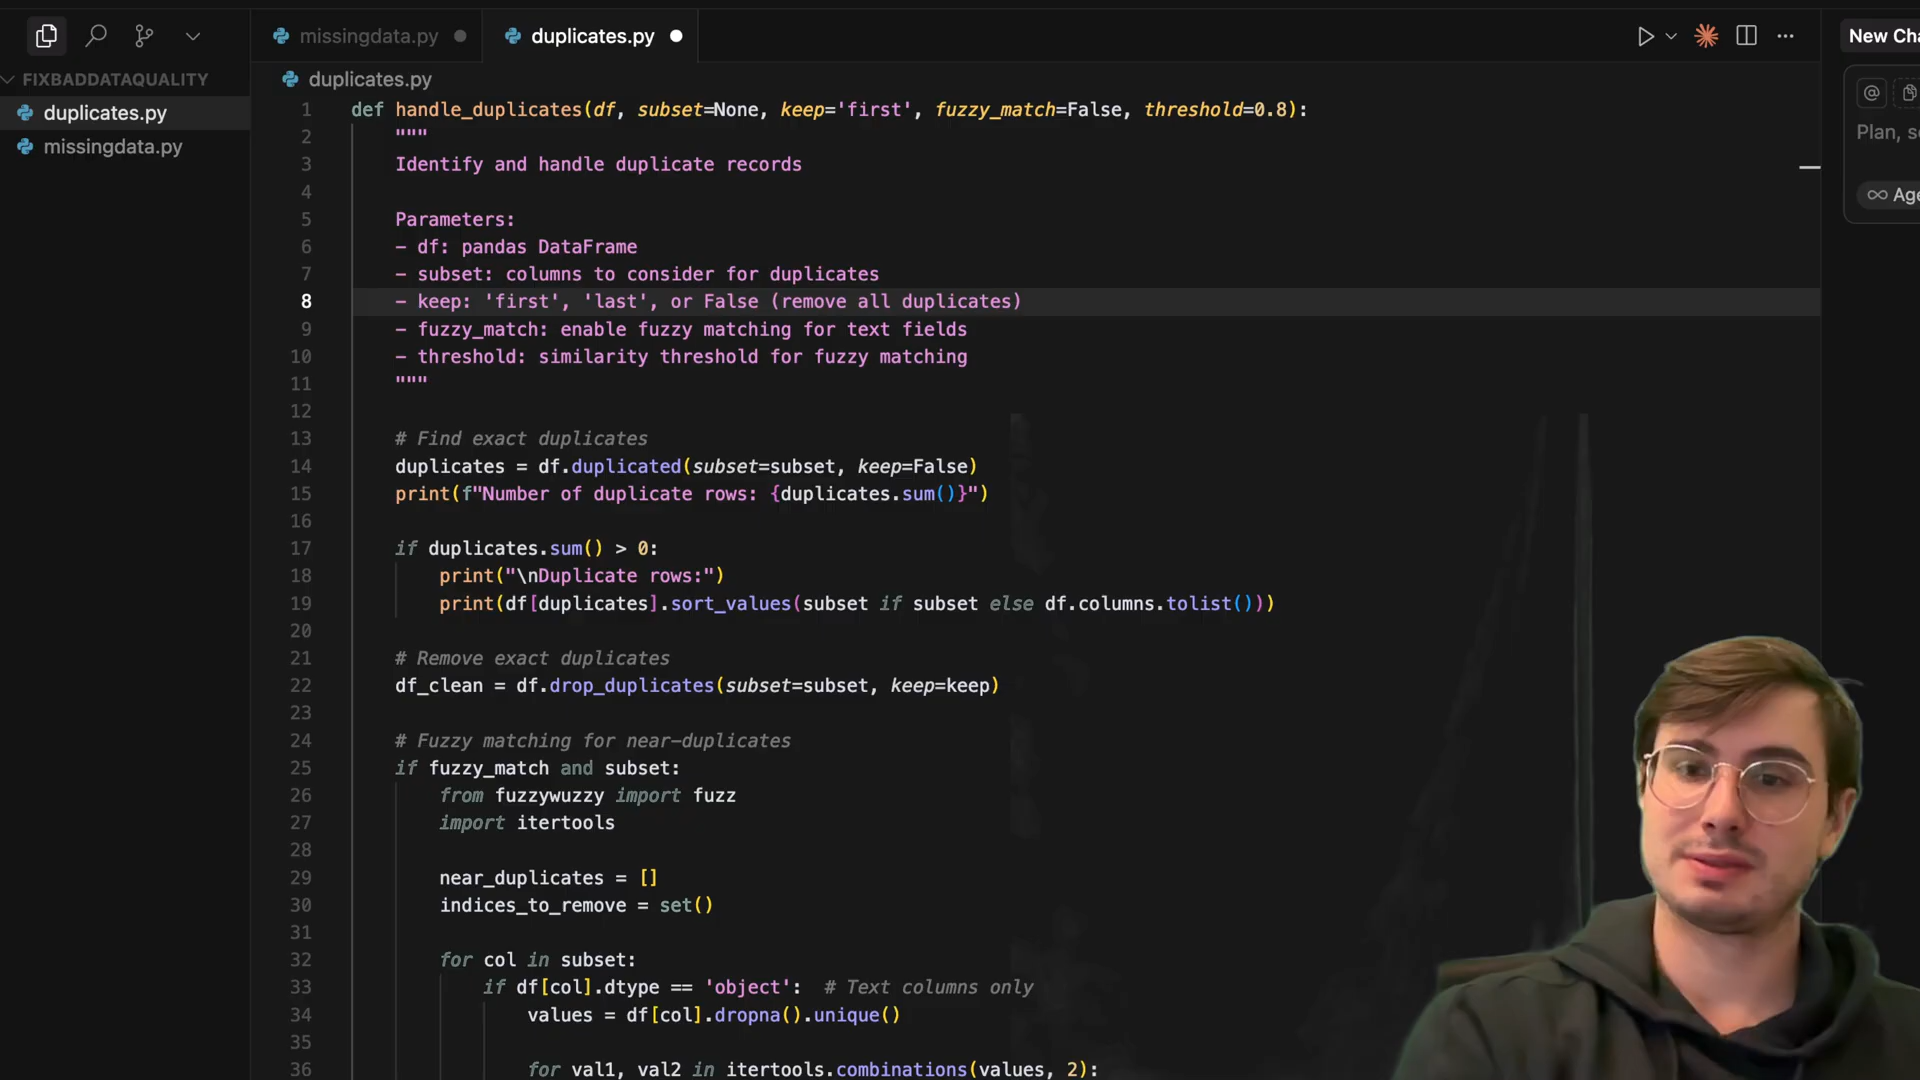 missingdata.py
duplicates.py
New Cha
FIXBADDATAQUALITY
duplicates.py
missingdata.py
duplicates.py
1 def handle_duplicates(df, subset=None, keep='first', fuzzy_match=False, threshold=0.8):
2 """
3 Identify and handle duplicate records
4
5 Parameters:
6 - df: pandas DataFrame
7 - subset: columns to consider for duplicates
8 - keep: 'first', 'last', or False (remove all duplicates)
9 - fuzzy_match: enable fuzzy matching for text fields
10 - threshold: similarity threshold for fuzzy matching
11 """
12
13 # Find exact duplicates
14 duplicates = df.duplicated(subset=subset, keep=False)
15 print(f"Number of duplicate rows: {duplicates.sum()}")
16
17 if duplicates.sum() > 0:
18 print("\nDuplicate rows:")
19 print(df[duplicates].sort_values(subset if subset else df.columns.tolist()))
20
21 # Remove exact duplicates
22 df_clean = df.drop_duplicates(subset=subset, keep=keep)
23
24 # Fuzzy matching for near-duplicates
25 if fuzzy_match and subset:
26 from fuzzywuzzy import fuzz
27 import itertools
28
29 near_duplicates = []
30 indices_to_remove = set()
31
32 for col in subset:
33 if df[col].dtype == 'object': # Text columns only
34 values = df[col].dropna().unique()
35
36 for val1, val2 in itertools.combinations(values, 2):
@
Plan, se
∞ Age